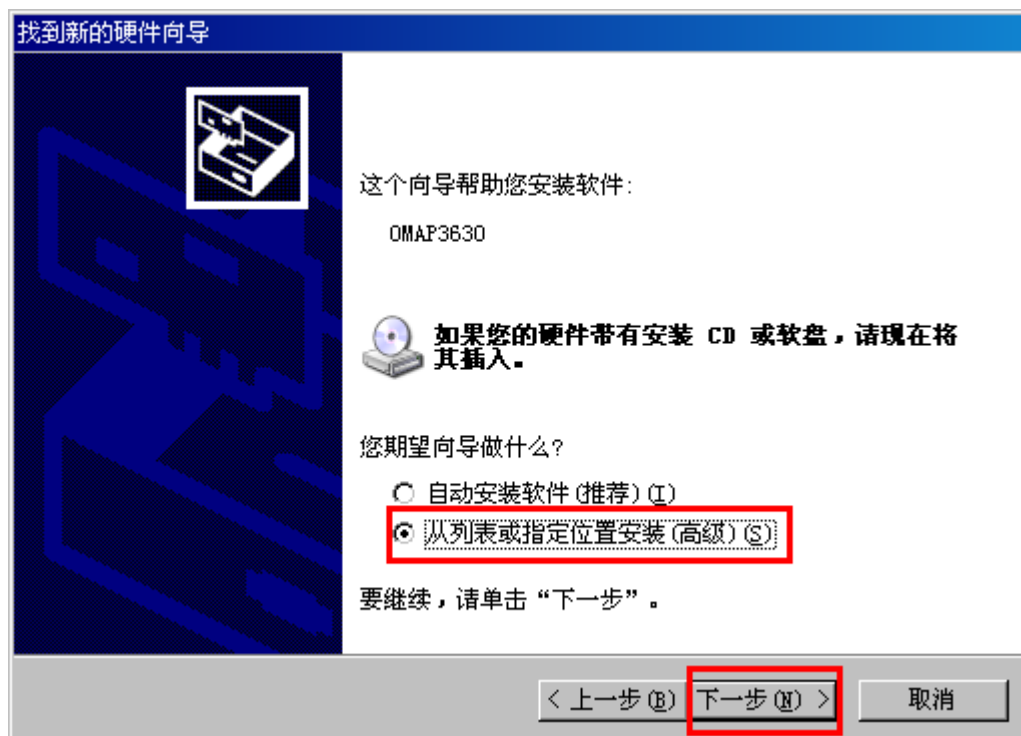 找到新的硬件向导
这个向导帮助您安装软件:
OMAP3630
如果您的硬件带有安装 CD 或软盘，请现在将
其插入。
您期望向导做什么?
自动安装软件(推荐)(I)
从列表或指定位置安装(高级)(S)
要继续，请单击“下一步”。
< 上一步(B) 下一步(N) > 取消